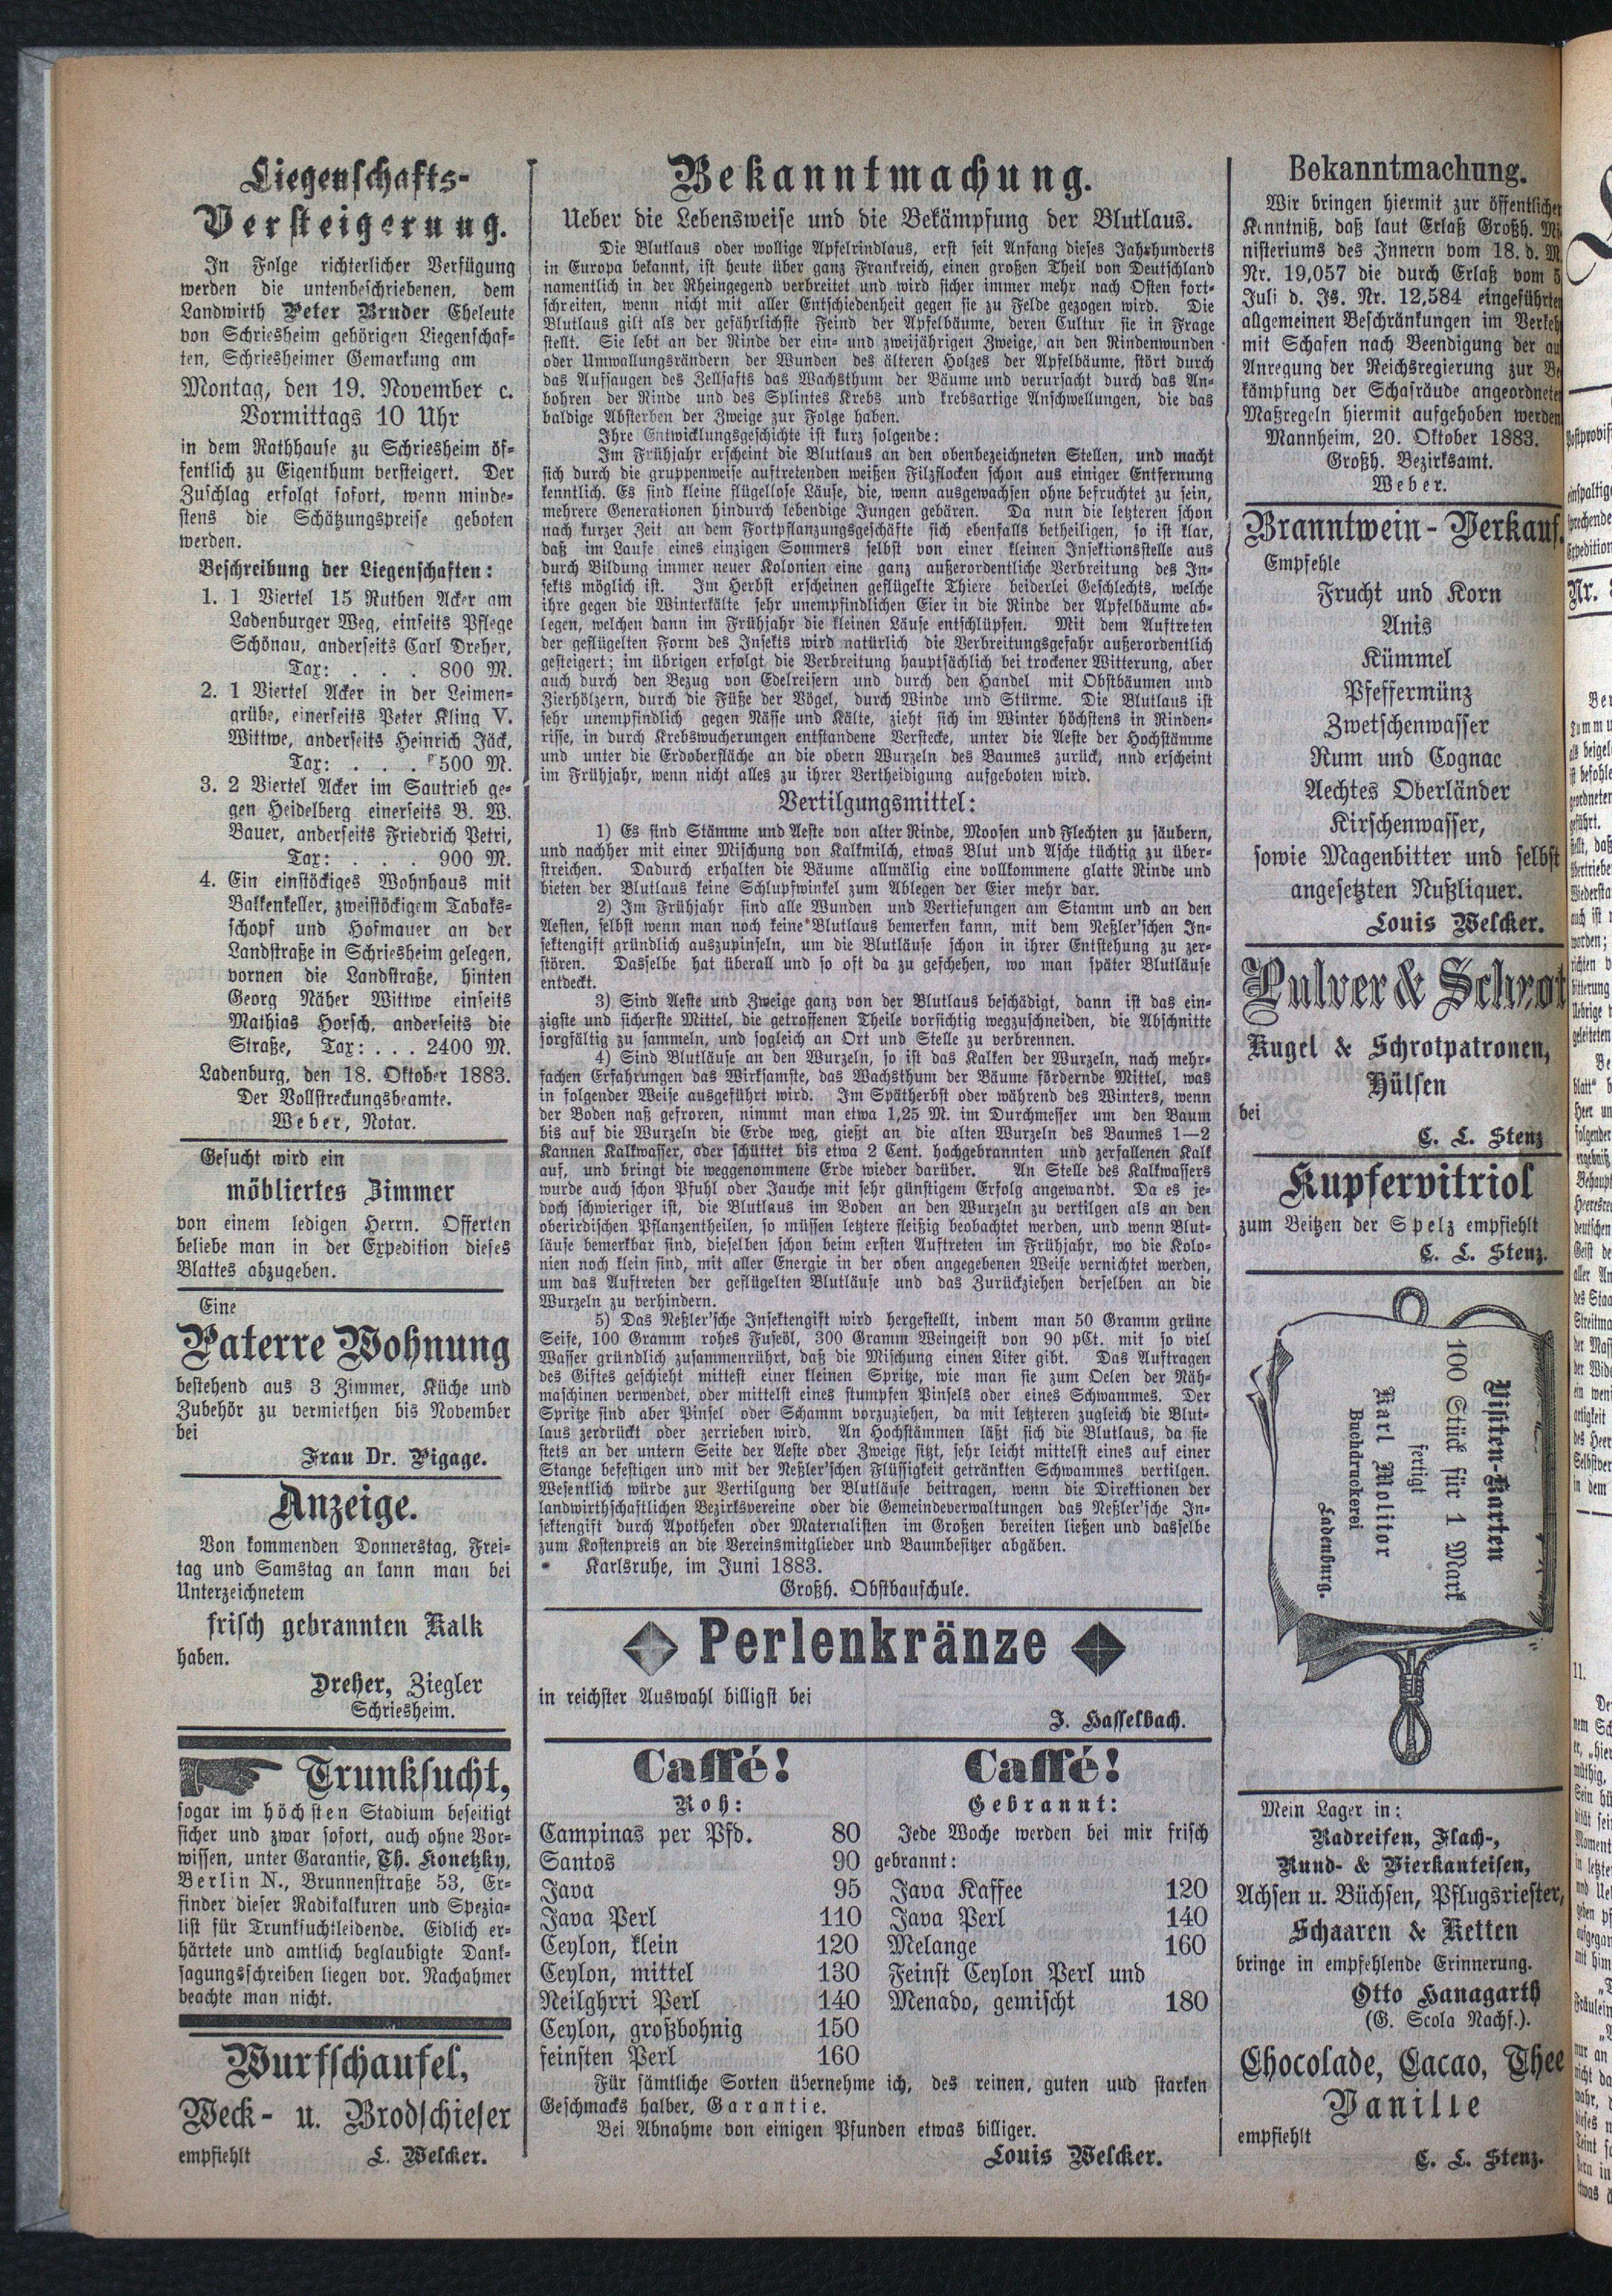 Liegenschafts-
Versteigerung.
In Folge richterlicher Verfügung
werden die untenbeschriebenen, dem
Landwirth Peter Bruder Eheleute
von Schriesheim gehörigen Liegenschaf-
ten, Schriesheimer Gemarkung am
Montag, den 19. November c.
Vormittags 10 Uhr
in dem Rathhause zu Schriesheim öf-
fentlich zu Eigenthum versteigert. Der
Zuschlag erfolgt sofort, wenn minde-
stens die Schätzungspreise geboten
werden.
Beschreibung der Liegenschaften:
1. 1 Viertel 15 Ruthen Acker am
Ladenburger Weg, einseits Pflege
Schönau, anderseits Carl Dreher,
Tax: . . . 800 M.
2. 1 Viertel Acker in der Leimen-
grübe, einerseits Peter Kling V.
Wittwe, anderseits Heinrich Jäck,
Tax: . . . 500 M.
3. 2 Viertel Acker im Sautrieb ge-
gen Heidelberg einerseits B. W.
Bauer, anderseits Friedrich Petri,
Tax: . . . 900 M.
4. Ein einstöckiges Wohnhaus mit
Balkenkeller, zweistöckigem Tabaks-
schopf und Hofmauer an der
Landstraße in Schriesheim gelegen,
vornen die Landstraße, hinten
Georg Näher Wittwe einseits
Mathias Horsch, anderseits die
Straße, Tax: . . . 2400 M.
Ladenburg, den 18. Oktober 1883.
Der Vollstreckungsbeamte.
Weber, Notar.
Gesucht wird ein
möbliertes Zimmer
von einem ledigen Herrn. Offerten
beliebe man in der Expedition dieses
Blattes abzugeben.
Eine
Paterre Wohnung
bestehend aus 3 Zimmer, Küche und
Zubehör zu vermiethen bis November
bei
Frau Dr. Pigage.
Anzeige.
Von kommenden Donnerstag, Frei-
tag und Samstag an kann man bei
Unterzeichnetem
frisch gebrannten Kalk
haben.
Dreher, Ziegler
Schriesheim.
Trunksucht,
sogar im höchsten Stadium beseitigt
sicher und zwar sofort, auch ohne Vor-
wissen, unter Garantie, Th. Konetzky,
Berlin N., Brunnenstraße 53, Er-
finder dieser Radikalkuren und Spezia-
list für Trunksuchtleidende. Eidlich er-
härtete und amtlich beglaubigte Dank-
sagungsschreiben liegen vor. Nachahmer
beachte man nicht.
Wurfschaufel,
Weck- u. Brodschieser
empfiehlt L. Welcker.
Bekanntmachung.
Ueber die Lebensweise und die Bekämpfung der Blutlaus.
Die Blutlaus oder wollige Apfelrindlaus, erst seit Anfang dieses Jahrhunderts
in Europa bekannt, ist heute über ganz Frankreich, einen großen Theil von Deutschland
namentlich in der Rheingegend verbreitet und wird sicher immer mehr nach Osten fort-
schreiten, wenn nicht mit aller Entschiedenheit gegen sie zu Felde gezogen wird. Die
Blutlaus gilt als der gefährlichste Feind der Apfelbäume, deren Cultur sie in Frage
stellt. Sie lebt an der Rinde der ein- und zweijährigen Zweige, an den Rindenwunden
oder Umwallungsrändern der Wunden des älteren Holzes der Apfelbäume, stört durch
das Aufsaugen des Zellsafts das Wachsthum der Bäume und verursacht durch das An-
bohren der Rinde und des Splintes Krebs und krebsartige Anschwellungen, die das
baldige Absterben der Zweige zur Folge haben.
Ihre Entwicklungsgeschichte ist kurz folgende:
Im Frühjahr erscheint die Blutlaus an den obenbezeichneten Stellen, und macht
sich durch die gruppenweise auftretenden weißen Filzflocken schon aus einiger Entfernung
kenntlich. Es sind kleine flügellose Läuse, die, wenn ausgewachsen ohne befruchtet zu sein,
mehrere Generationen hindurch lebendige Jungen gebären. Da nun die letzteren schon
nach kurzer Zeit an dem Fortpflanzungsgeschäfte sich ebenfalls betheiligen, so ist klar,
daß im Laufe eines einzigen Sommers selbst von einer kleinen Insektionsstelle aus
durch Bildung immer neuer Kolonien eine ganz außerordentliche Verbreitung des In-
sekts möglich ist. Im Herbst erscheinen geflügelte Thiere beiderlei Geschlechts, welche
ihre gegen die Winterkälte sehr unempfindlichen Eier in die Rinde der Apfelbäume ab-
legen, welchen dann im Frühjahr die kleinen Läuse entschlüpfen. Mit dem Auftreten
der geflügelten Form des Insekts wird natürlich die Verbreitungsgefahr außerordentlich
gesteigert; im übrigen erfolgt die Verbreitung hauptsächlich bei trockener Witterung, aber
auch durch den Bezug von Edelreisern und durch den Handel mit Obstbäumen und
Zierhölzern, durch die Füße der Vögel, durch Winde und Stürme. Die Blutlaus ist
sehr unempfindlich gegen Nässe und Kälte, zieht sich im Winter höchstens in Rinden-
risse, in durch Krebswucherungen entstandene Verstecke, unter die Aeste der Hochstämme
und unter die Erdoberfläche an die obern Wurzeln des Baumes zurück, nnd erscheint
im Frühjahr, wenn nicht alles zu ihrer Vertheidigung aufgeboten wird.
Vertilgungsmittel:
1) Es sind Stämme und Aeste von alter Rinde, Moosen und Flechten zu säubern,
und nachher mit einer Mischung von Kalkmilch, etwas Blut und Asche tüchtig zu über-
streichen. Dadurch erhalten die Bäume allmälig eine vollkommene glatte Rinde und
bieten der Blutlaus keine Schlupfwinkel zum Ablegen der Eier mehr dar.
2) Im Frühjahr sind alle Wunden und Vertiefungen am Stamm und an den
Aesten, selbst wenn man noch keine Blutlaus bemerken kann, mit dem Neßler'schen In-
sektengift gründlich auszupinseln, um die Blutläuse schon in ihrer Entstehung zu zer-
stören. Dasselbe hat überall und so oft da zu geschehen, wo man später Blutläuse
entdeckt.
3) Sind Aeste und Zweige ganz von der Blutlaus beschädigt, dann ist das ein-
zigste und sicherste Mittel, die getroffenen Theile vorsichtig wegzuschneiden, die Abschnitte
sorgfältig zu sammeln, und sogleich an Ort und Stelle zu verbrennen.
4) Sind Blutläuse an den Wurzeln, so ist das Kalken der Wurzeln, nach mehr-
fachen Erfahrungen das Wirksamste, das Wachsthum der Bäume fördernde Mittel, was
in folgender Weise ausgeführt wird. Im Spätherbst oder während des Winters, wenn
der Boden naß gefroren, nimmt man etwa 1,25 M. im Durchmesser um den Baum
bis auf die Wurzeln die Erde weg, gießt an die alten Wurzeln des Baumes 1—2
Kannen Kalkwasser, oder schüttet bis etwa 2 Cent. hochgebrannten und zerfallenen Kalk
auf, und bringt die weggenommene Erde wieder darüber. An Stelle des Kalkwassers
wurde auch schon Pfuhl oder Jauche mit sehr günstigem Erfolg angewandt. Da es je-
doch schwieriger ist, die Blutlaus im Boden an den Wurzeln zu vertilgen als an den
oberirdischen Pflanzentheilen, so müssen letztere fleißig beobachtet werden, und wenn Blut-
läuse bemerkbar sind, dieselben schon beim ersten Auftreten im Frühjahr, wo die Kolo-
nien noch klein sind, mit aller Energie in der oben angegebenen Weise vernichtet werden,
um das Auftreten der geflügelten Blutläuse und das Zurückziehen derselben an die
Wurzeln zu verhindern.
5) Das Neßler'sche Insektengift wird hergestellt, indem man 50 Gramm grüne
Seife, 100 Gramm rohes Fuseöl, 300 Gramm Weingeist von 90 pCt. mit so viel
Wasser gründlich zusammenrührt, daß die Mischung einen Liter gibt. Das Auftragen
des Giftes geschieht mittest einer kleinen Spritze, wie man sie zum Oelen der Näh-
maschinen verwendet, oder mittelst eines stumpfen Pinsels oder eines Schwammes. Der
Spritze sind aber Pinsel oder Schamm vorzuziehen, da mit letzteren zugleich die Blut-
laus zerdrückt oder zerrieben wird. An Hochstämmen läßt sich die Blutlaus, da sie
stets an der untern Seite der Aeste oder Zweige sitzt, sehr leicht mittelst eines auf einer
Stange befestigen und mit der Neßler'schen Flüssigkeit getränkten Schwammes vertilgen.
Wesentlich würde zur Vertilgung der Blutläuse beitragen, wenn die Direktionen der
landwirthschaftlichen Bezirksvereine oder die Gemeindeverwaltungen das Neßler'sche In-
sektengift durch Apotheken oder Materialisten im Großen bereiten ließen und dasselbe
zum Kostenpreis an die Vereinsmitglieder und Baumbesitzer abgäben.
Karlsruhe, im Juni 1883.
Großh. Obstbauschule.
Perlenkränze
in reichster Auswahl billigst bei
J. Hasselbach.
Caffé!
Roh:
Campinas per Pfd. 80
Santos 90
Java 95
Java Perl 110
Ceylon, klein 120
Ceylon, mittel 130
Neilghrri Perl 140
Ceylon, großbohnig 150
feinsten Perl 160
Caffé!
Gebrannt:
Jede Woche werden bei mir frisch
gebrannt:
Java Kaffee 120
Java Perl 140
Melange 160
Feinst Ceylon Perl und
Menado, gemischt 180
Für sämtliche Sorten übernehme ich, des reinen, guten uud starken
Geschmacks halber, Garantie.
Bei Abnahme von einigen Pfunden etwas billiger.
Louis Welcker.
Bekanntmachung.
Wir bringen hiermit zur öffentlichen
Kenntniß, daß laut Erlaß Großh. Mi-
nisteriums des Innern vom 18. d. M.
Nr. 19,057 die durch Erlaß vom 5
Juli d. Js. Nr. 12,584 eingeführten
allgemeinen Beschränkungen im Verkehr
mit Schafen nach Beendigung der auf
Anregung der Reichsregierung zur Be-
kämpfung der Schafräude angeordneten
Maßregeln hiermit aufgehoben werden
Mannheim, 20. Oktober 1883.
Großh. Bezirksamt.
Weber.
Branntwein-Verkauf.
Empfehle
Frucht und Korn
Anis
Kümmel
Pfeffermünz
Zwetschenwasser
Rum und Cognac
Aechtes Oberländer
Kirschenwasser,
sowie Magenbitter und selbst
angesetzten Nußliquer.
Louis Welcker.
Pulver & Schrot
Kugel & Schrotpatronen,
Hülsen
bei
C. L. Stenz
Kupfervitriol
zum Beitzen der Spelz empfiehlt
C. L. Stenz.
Visiten-Karten
100 Stück für 1 Mark
fertigt
Karl Molitor
Buchdruckerei
Ladenburg.
Mein Lager in:
Radreifen, Flach-,
Rund- & Vierkanteisen,
Achsen u. Büchsen, Pflugsriester,
Schaaren & Ketten
bringe in empfehlende Erinnerung.
Otto Hanagarth
(G. Scola Nachf.).
Chocolade, Cacao, Thee
Vanille
empfiehlt
C. L. Stenz.